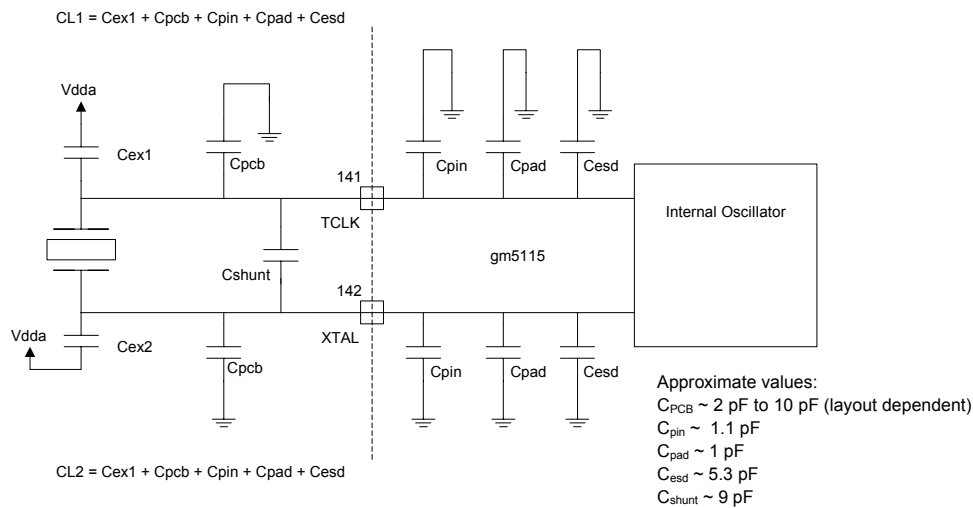 CL1 = Cex1 + Cpcb + Cpin + Cpad + Cesd
Vdda
Cex1
Cpcb
141
TCLK
Cpin
Cpad
Cesd
Internal Oscillator
Cshunt
gm5115
142
XTAL
Vdda
Cex2
Cpcb
Cpin
Cpad
Cesd
CL2 = Cex1 + Cpcb + Cpin + Cpad + Cesd
Approximate values:
CPCB ~ 2 pF to 10 pF (layout dependent)
Cpin ~ 1.1 pF
Cpad ~ 1 pF
Cesd ~ 5.3 pF
Cshunt ~ 9 pF